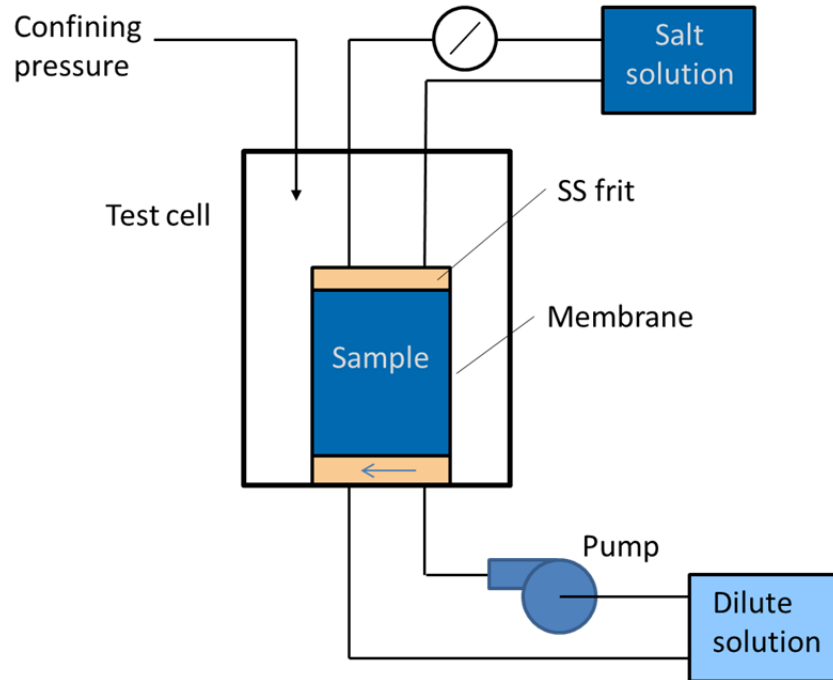 Confining
pressure
Salt
solution
Test cell
SS frit
Membrane
Sample
Pump
Dilute
solution